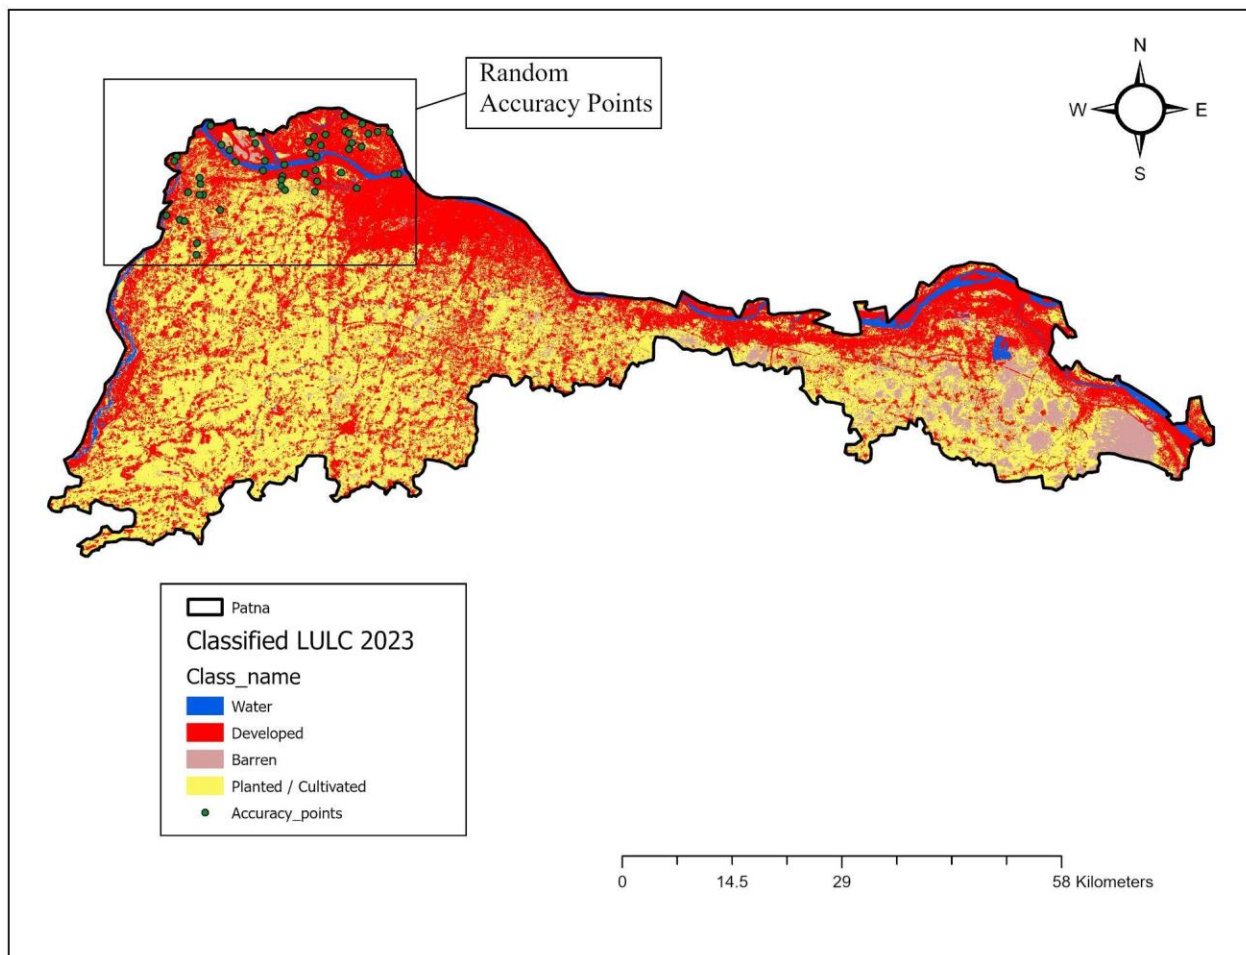 Random
Accuracy Points
N
W
E
S
Patna
Classified LULC 2023
Class_name
Water
Developed
Barren
Planted / Cultivated
Accuracy_points
0 14.5 29 58 Kilometers